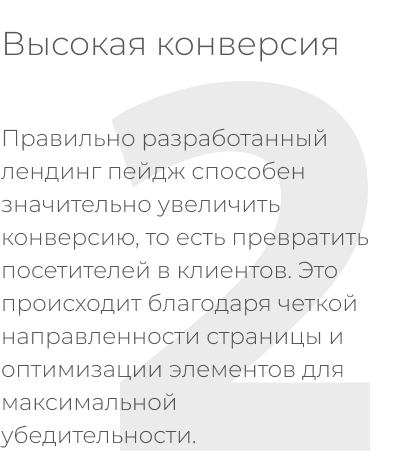 Высокая конверсия
2
Правильно разработанный
лендинг пейдж способен
значительно увеличить
конверсию, то есть превратить
посетителей в клиентов. Это
происходит благодаря четкой
направленности страницы и
оптимизации элементов для
максимальной
убедительности.